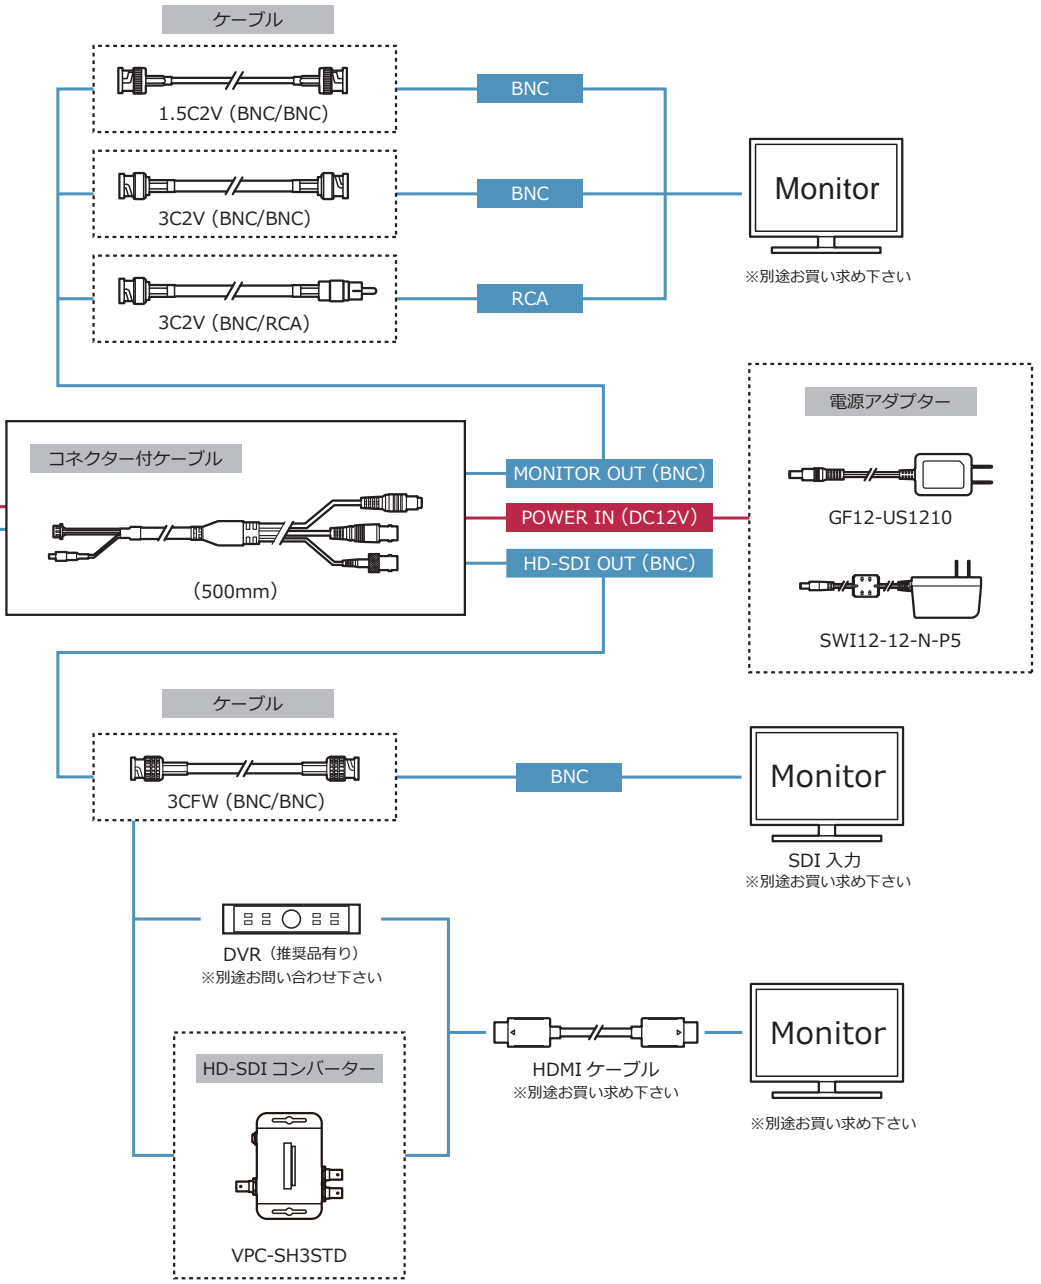 ケーブル
1.5C2V（BNC/BNC）
BNC
3C2V（BNC/BNC）
BNC
Monitor
※別途お買い求め下さい
3C2V（BNC/RCA）
RCA
電源アダプター
コネクター付ケーブル
MONITOR OUT（BNC）
POWER IN（DC12V）
GF12-US1210
HD-SDI OUT（BNC）
（500mm）
SWI12-12-N-P5
ケーブル
3CFW（BNC/BNC）
BNC
Monitor
SDI 入力
※別途お買い求め下さい
DVR（推奨品有り）
※別途お問い合わせ下さい
Monitor
HD-SDI コンバーター
HDMI ケーブル
※別途お買い求め下さい
※別途お買い求め下さい
VPC-SH3STD